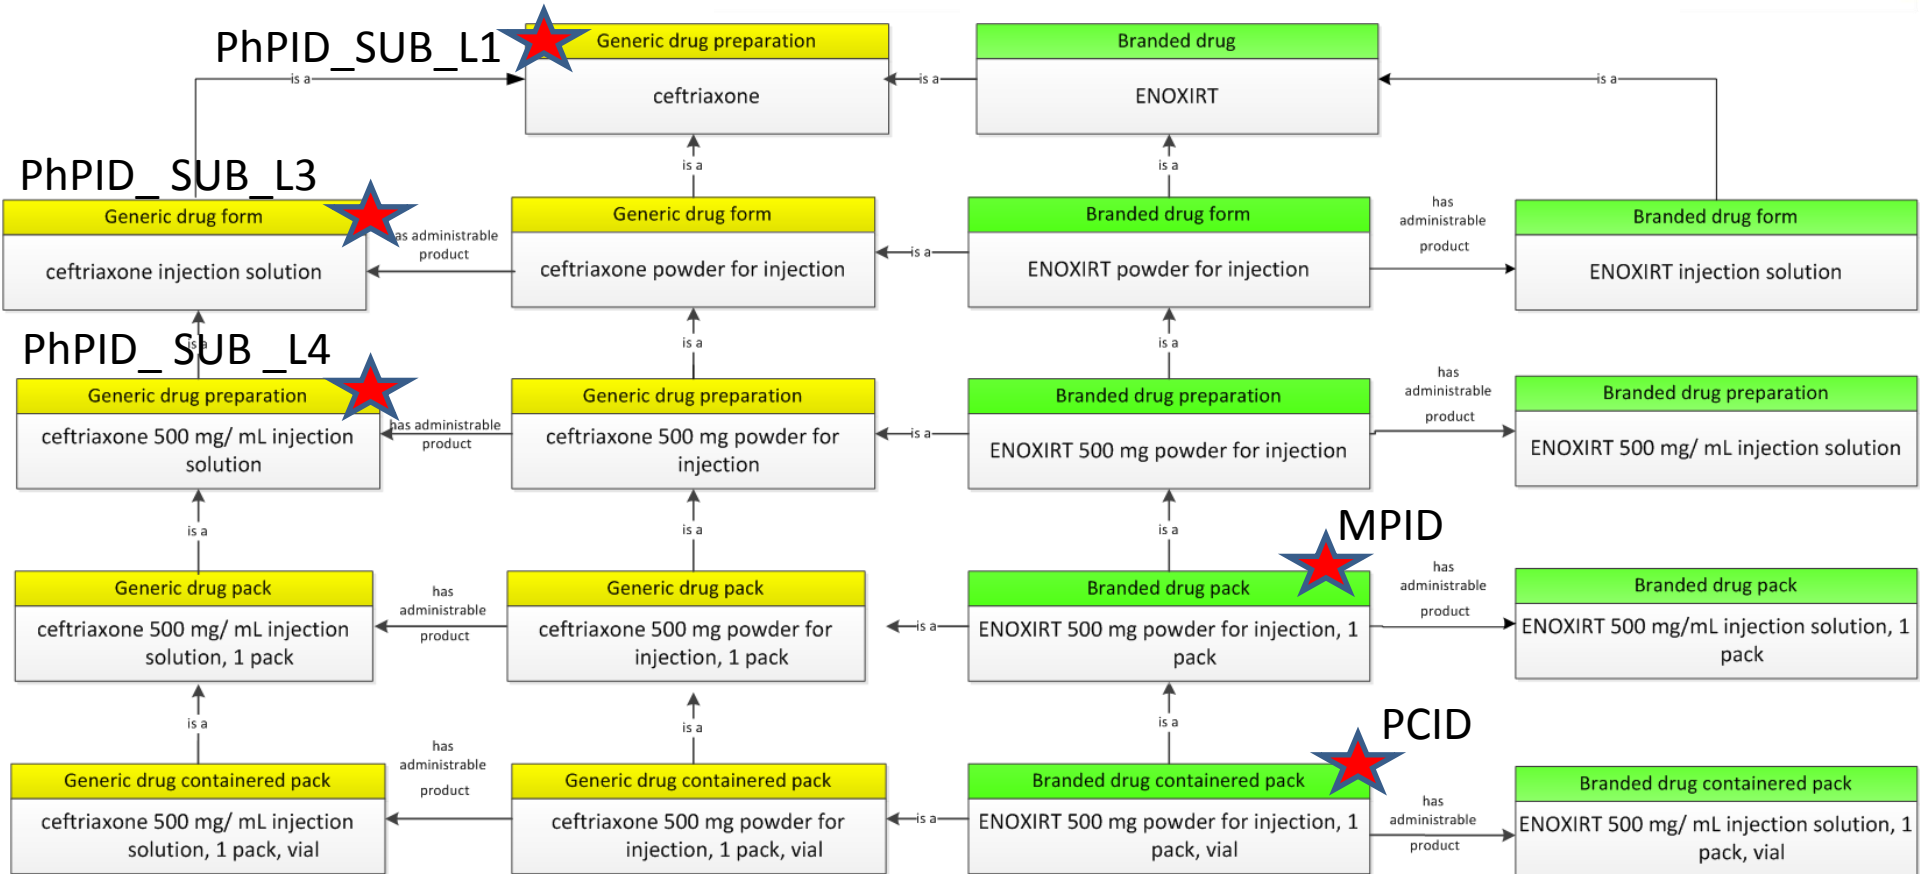 PhPID_SUB_L1
Generic drug preparation
Branded drug
is a
is a
is a
ceftriaxone
ENOXIRT
PhPID_ SUB_L3
is a
is a
Generic drug form
Generic drug form
Branded drug form
has
administrable
product
Branded drug form
has administrable
product
is a
ceftriaxone injection solution
ceftriaxone powder for injection
ENOXIRT powder for injection
ENOXIRT injection solution
PhPID_ SUB _L4
is a
is a
is a
Generic drug preparation
Generic drug preparation
Branded drug preparation
has
administrable
product
Branded drug preparation
has administrable
product
is a
ceftriaxone 500 mg/ mL injection
solution
ceftriaxone 500 mg powder for
injection
ENOXIRT 500 mg powder for injection
ENOXIRT 500 mg/ mL injection solution
is a
is a
is a
MPID
Generic drug pack
has
administrable
product
Generic drug pack
is a
Branded drug pack
has
administrable
product
Branded drug pack
ceftriaxone 500 mg/ mL injection
solution, 1 pack
ceftriaxone 500 mg powder for
injection, 1 pack
ENOXIRT 500 mg powder for injection, 1
pack
ENOXIRT 500 mg/mL injection solution, 1
pack
is a
is a
is a
PCID
Generic drug containered pack
has
administrable
product
Generic drug containered pack
is a
Branded drug containered pack
has
administrable
product
Branded drug containered pack
ceftriaxone 500 mg/ mL injection
solution, 1 pack, vial
ceftriaxone 500 mg powder for
injection, 1 pack, vial
ENOXIRT 500 mg powder for injection, 1
pack, vial
ENOXIRT 500 mg/ mL injection solution, 1
pack, vial